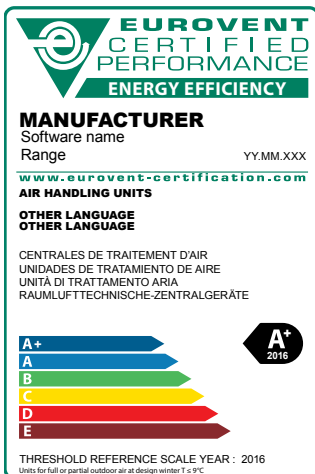 EUROVENT
CERTIFIED
PERFORMANCE
ENERGY EFFICIENCY
MANUFACTURER
Software name
Range YY.MM.XXX
www.eurovent-certification.com
AIR HANDLING UNITS
OTHER LANGUAGE
OTHER LANGUAGE
CENTRALES DE TRAITEMENT D'AIR
UNIDADES DE TRATAMIENTO DE AIRE
UNITÀ DI TRATTAMENTO ARIA
RAUMLUFTTECHNISCHE-ZENTRALGERÄTE
A+
A
B
C
D
E
A+
2016
THRESHOLD REFERENCE SCALE YEAR : 2016
Units for full or partial outdoor air at design winter T ≤ 9°C